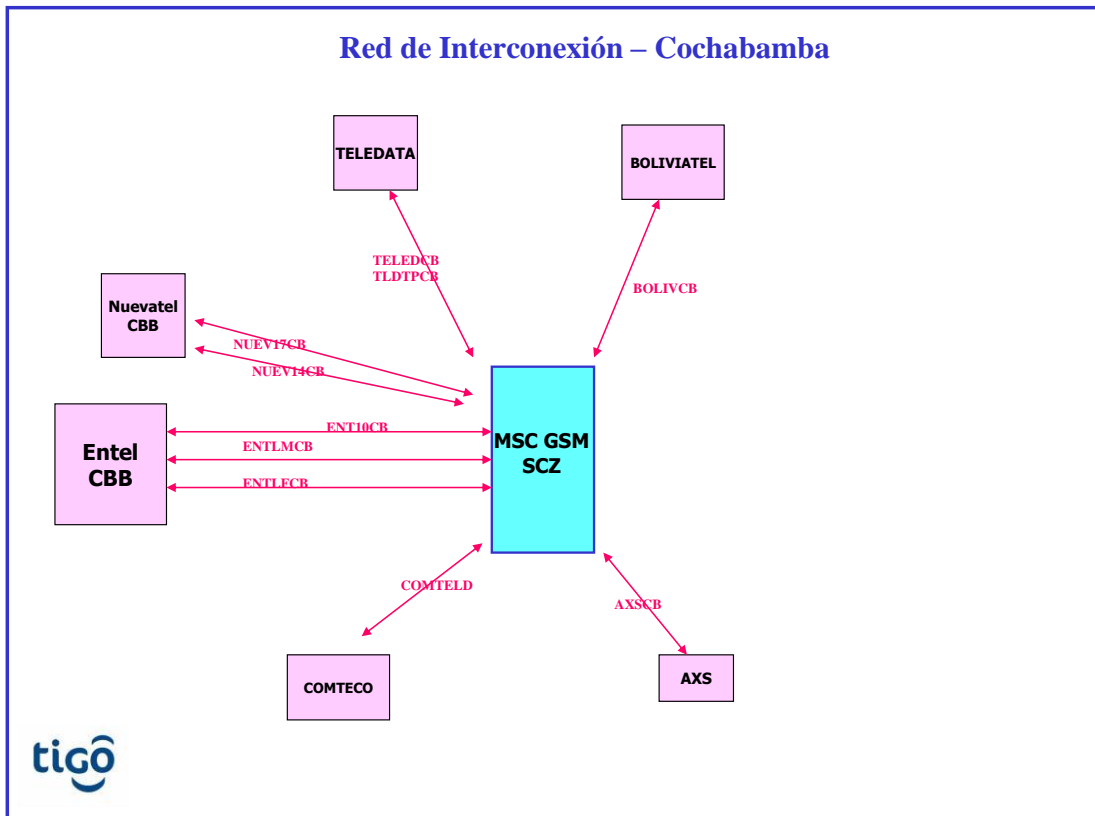 Red de Interconexión – Cochabamba
TELEDATA
BOLIVIATEL
TELEDCB
TLDTPCB
BOLIVCB
Nuevatel
CBB
NUEV17CB
NUEV14CB
Entel
CBB
ENT10CB
ENTLMCB
ENTLFCB
MSC GSM
SCZ
COMTELD
AXSCB
COMTECO
AXS
tigo